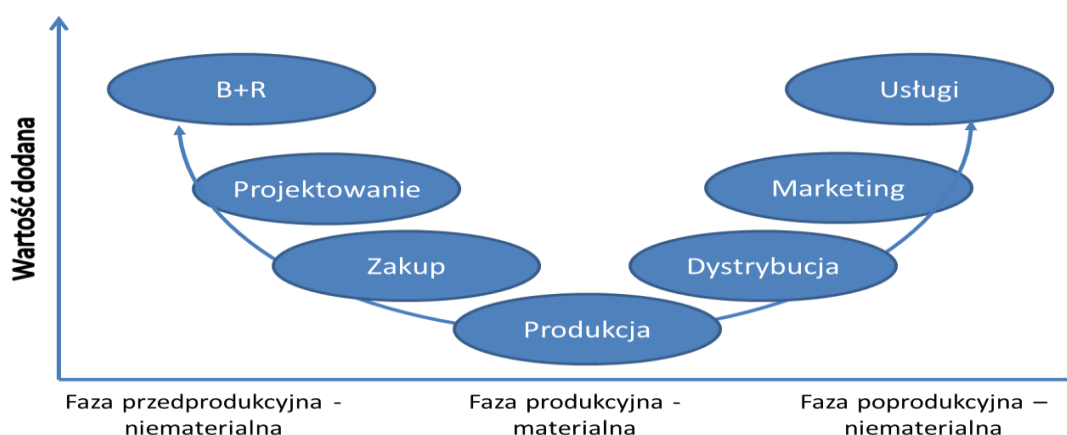 Wartość dodana
B+R
Usługi
Projektowanie
Marketing
Zakup
Dystrybucja
Produkcja
Faza przedprodukcyjna -
niematerialna
Faza produkcyjna -
materialna
Faza poprodukcyjna –
niematerialna